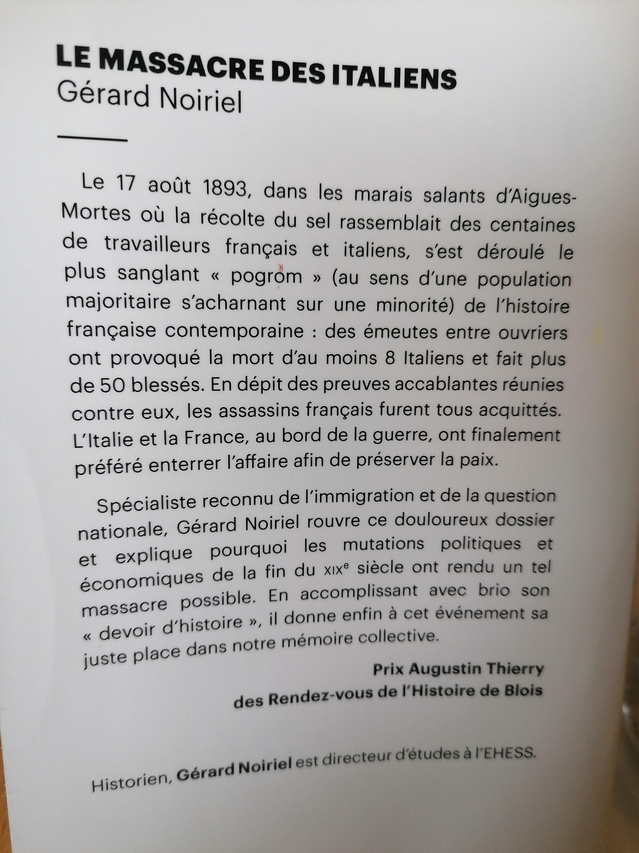 LE MASSACRE DES ITALIENS
Gérard Noiriel
Le 17 août 1893, dans les marais salants d'Aigues-
Mortes où la récolte du sel rassemblait des centaines
de travailleurs français et italiens, s'est déroulé le
plus sanglant « pogrom » (au sens d'une population
majoritaire s'acharnant sur une minorité) de l'histoire
française contemporaine : des émeutes entre ouvriers
ont provoqué la mort d'au moins 8 Italiens et fait plus
de 50 blessés. En dépit des preuves accablantes réunies
contre eux, les assassins français furent tous acquittés.
L'Italie et la France, au bord de la guerre, ont finalement
préféré enterrer l'affaire afin de préserver la paix.
Spécialiste reconnu de l'immigration et de la question
nationale, Gérard Noiriel rouvre ce douloureux dossier
et explique pourquoi les mutations politiques et
économiques de la fin du XIXe siècle ont rendu un tel
massacre possible. En accomplissant avec brio son
« devoir d'histoire », il donne enfin à cet événement sa
juste place dans notre mémoire collective.
Prix Augustin Thierry
des Rendez-vous de l'Histoire de Blois
Historien, Gérard Noiriel est directeur d'études à l'EHESS.